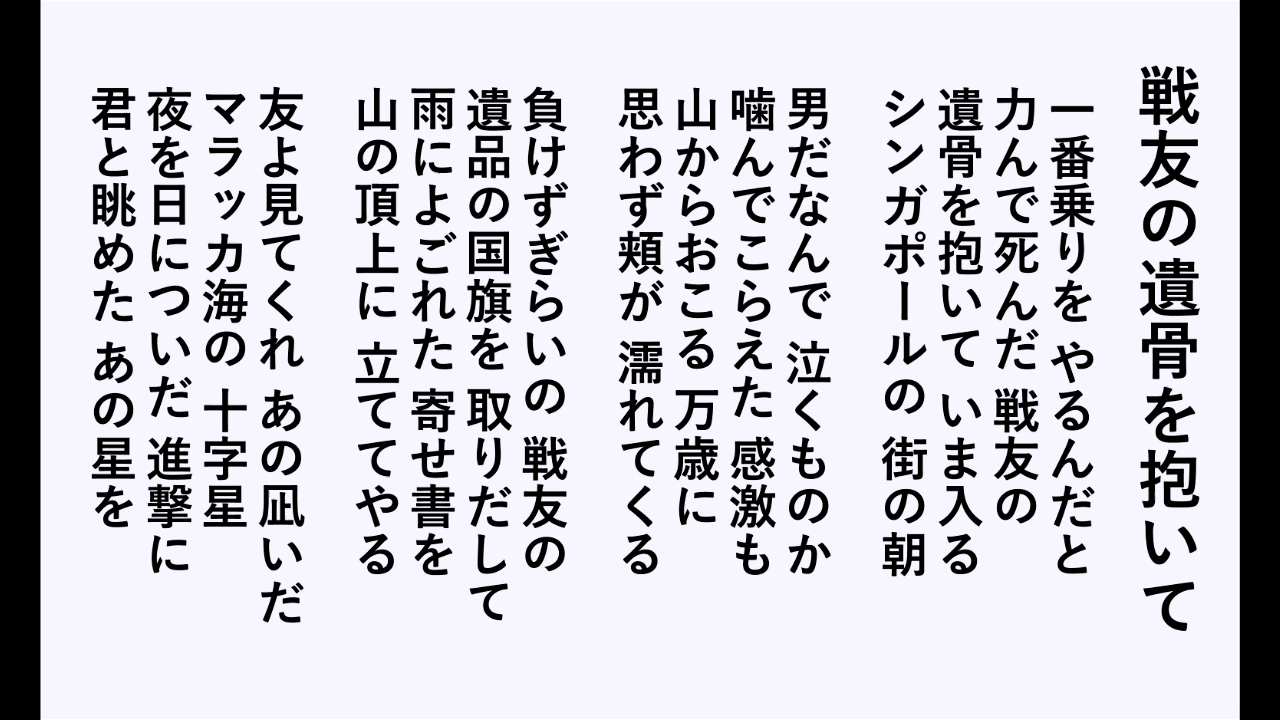 戦友の遺骨を抱いて
一番乗りを やるんだと
力んで死んだ 戦友の
遺骨を抱いて いま入る
シンガポールの 街の朝
男だなんで 泣くものか
噛んでこらえた 感激も
山からおこる 万歳に
思わず頬が 濡れてくる
負けずぎらいの 戦友の
遺品の国旗を 取りだして
雨によごれた 寄せ書を
山の頂上に 立ててやる
友よ見てくれ あの凪いだ
マラッカ海の 十字星
夜を日についだ 進撃に
君と眺めた あの星を